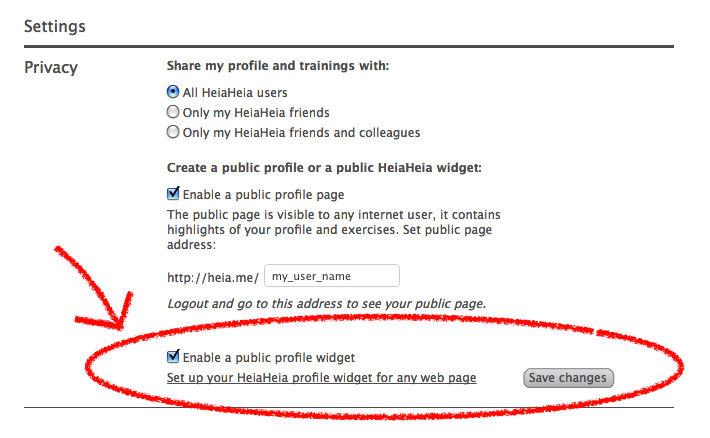 Settings
Privacy
Share my profile and trainings with:
All HeiaHeia users
Only my HeiaHeia friends
Only my HeiaHeia friends and colleagues
Create a public profile or a public HeiaHeia widget:
Enable a public profile page
The public page is visible to any internet user, it contains
highlights of your profile and exercises. Set public page
address:
http://heia.me/ my_user_name
Logout and go to this address to see your public page.
Enable a public profile widget
Set up your HeiaHeia profile widget for any web page
Save changes